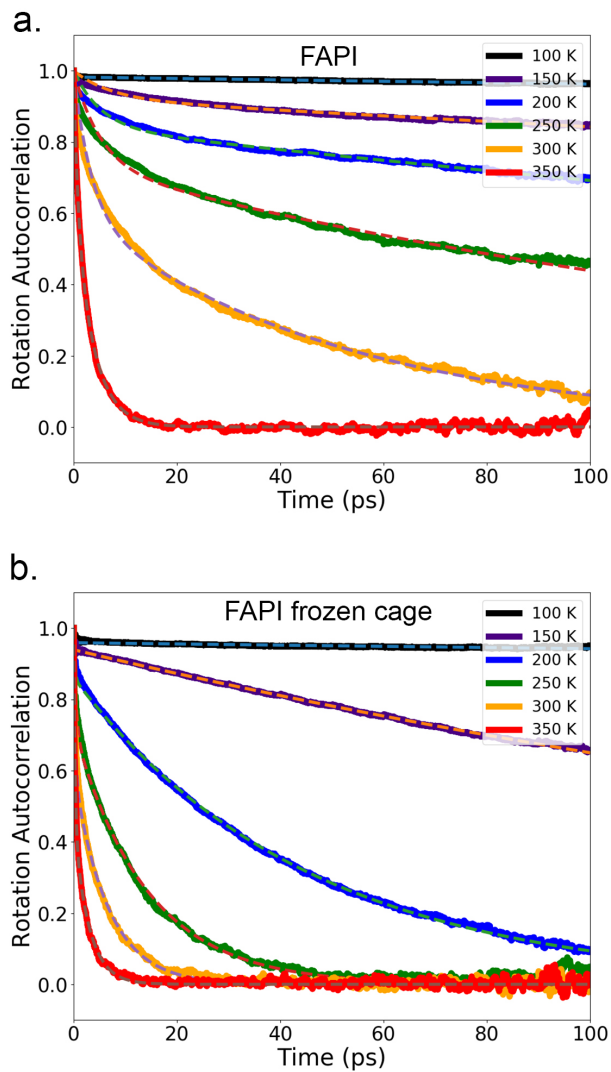 a.
FAPI
100 K
150 K
200 K
250 K
300 K
350 K
Rotation Autocorrelation
1.0
0.8
0.6
0.4
0.2
0.0
0 20 40 60 80 100
Time (ps)
b.
FAPI frozen cage
100 K
150 K
200 K
250 K
300 K
350 K
Rotation Autocorrelation
1.0
0.8
0.6
0.4
0.2
0.0
0 20 40 60 80 100
Time (ps)